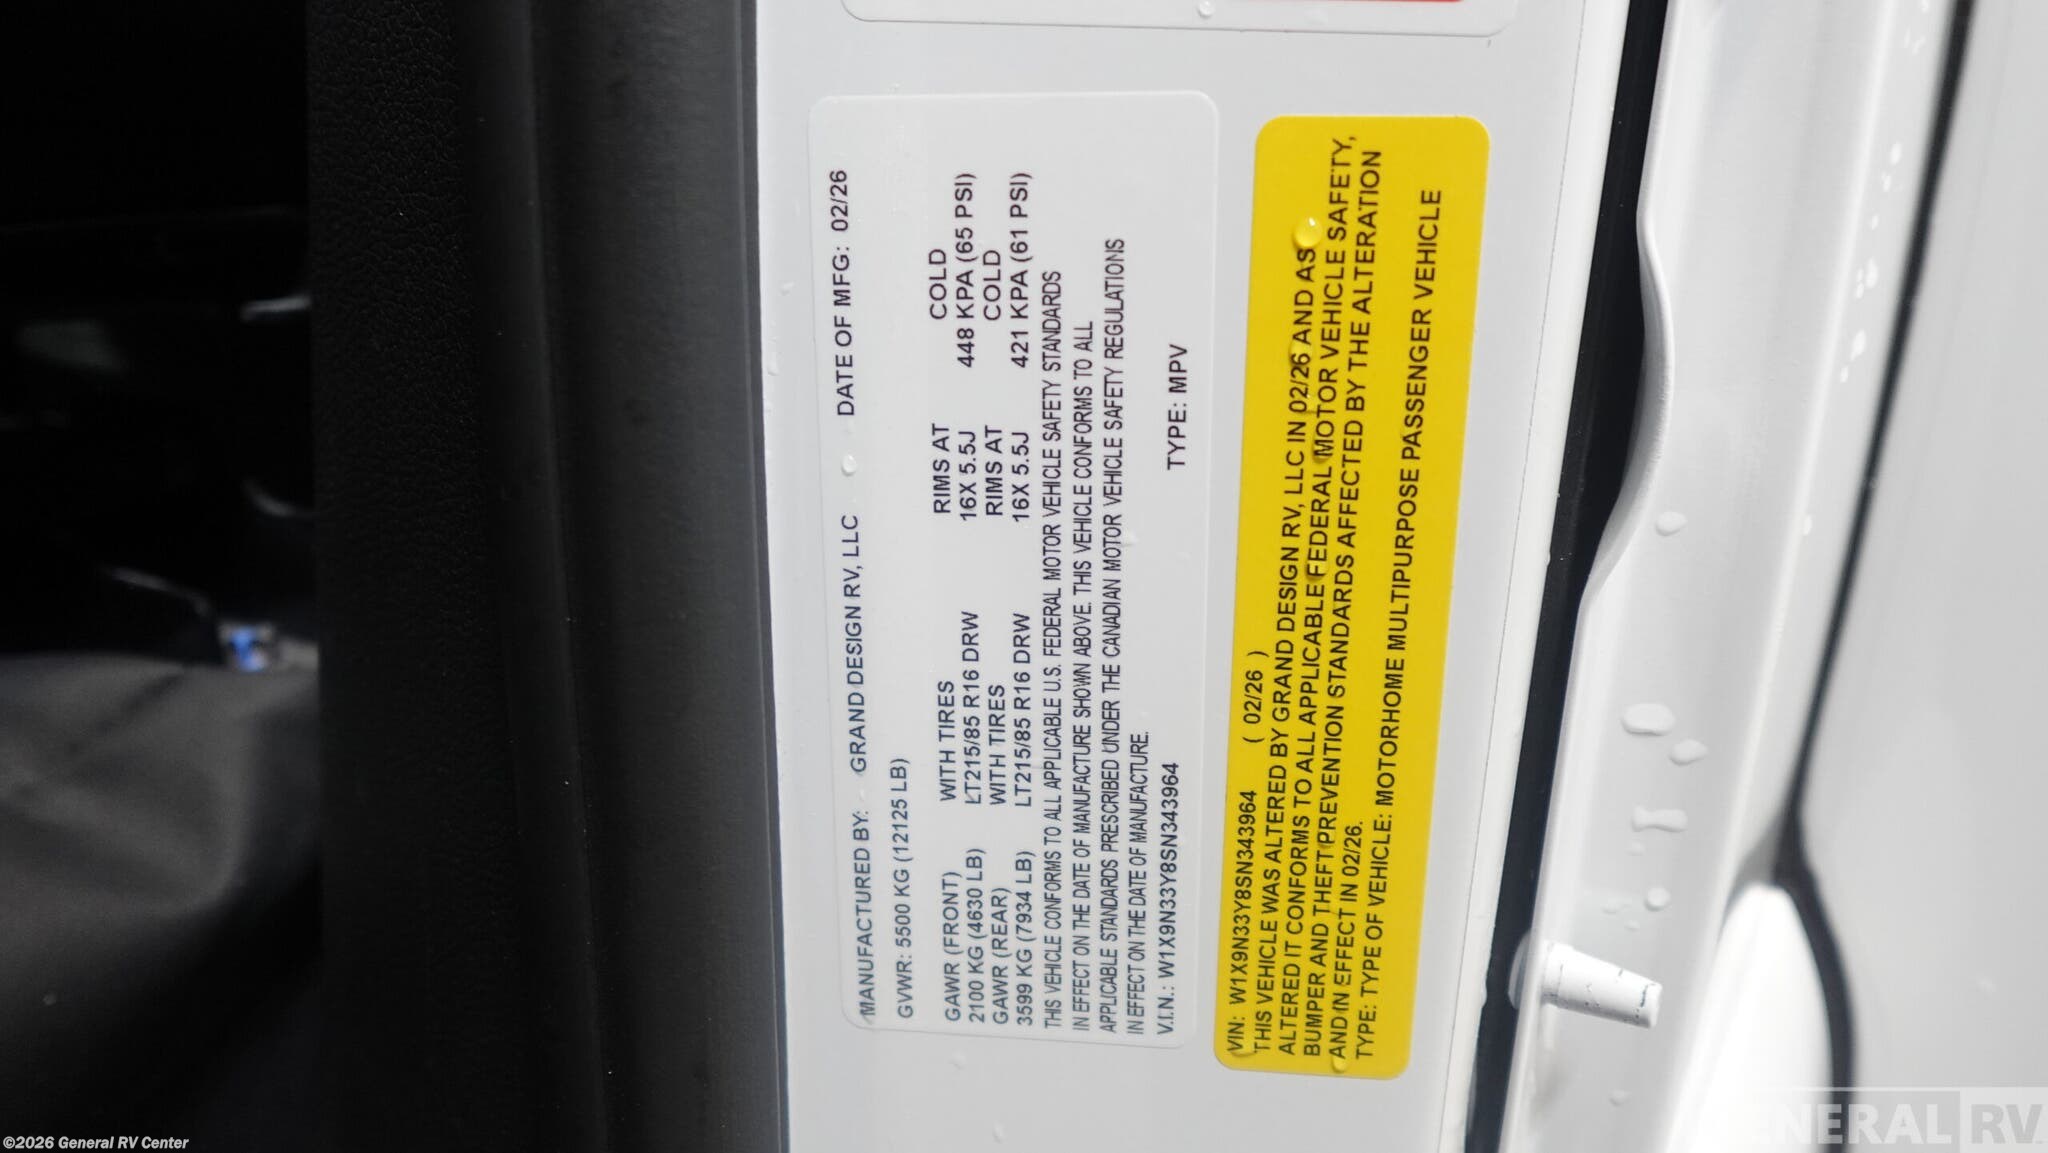 MANUFACTURED BY: GRAND DESIGN RV, LLC DATE OF MFG: 02/26
GVWR: 5500 KG (12125 LB)
GAWR (FRONT) WITH TIRES RIMS AT COLD
2100 KG (4630 LB) LT215/85 R16 DRW 16X 5.5J 448 KPA (65 PSI)
GAWR (REAR) WITH TIRES RIMS AT COLD
3599 KG (7934 LB) LT215/85 R16 DRW 16X 5.5J 421 KPA (61 PSI)
THIS VEHICLE CONFORMS TO ALL APPLICABLE U.S. FEDERAL MOTOR VEHICLE SAFETY STANDARDS
IN EFFECT ON THE DATE OF MANUFACTURE SHOWN ABOVE. THIS VEHICLE CONFORMS TO ALL
APPLICABLE STANDARDS PRESCRIBED UNDER THE CANADIAN MOTOR VEHICLE SAFETY REGULATIONS
IN EFFECT ON THE DATE OF MANUFACTURE.
V.I.N.: W1X9N33Y8SN343964 TYPE: MPV
VIN: W1X9N33Y8SN343964 ( 02/26 )
THIS VEHICLE WAS ALTERED BY GRAND DESIGN RV, LLC IN 02/26 AND AS
ALTERED IT CONFORMS TO ALL APPLICABLE FEDERAL MOTOR VEHICLE SAFETY,
BUMPER AND THEFT PREVENTION STANDARDS AFFECTED BY THE ALTERATION
AND IN EFFECT IN 02/26.
TYPE: TYPE OF VEHICLE: MOTORHOME MULTIPURPOSE PASSENGER VEHICLE
©2026 General RV Center
GENERAL RV